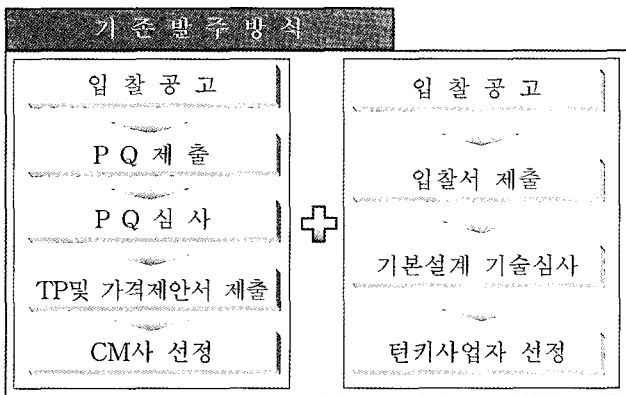 기 존 발 주 방 식
입 찰 공 고
P Q 제 출
P Q 심 사
TP및 가격제안서 제출
CM사 선정
입 찰 공 고
입찰서 제출
기본설계 기술심사
턴키사업자 선정